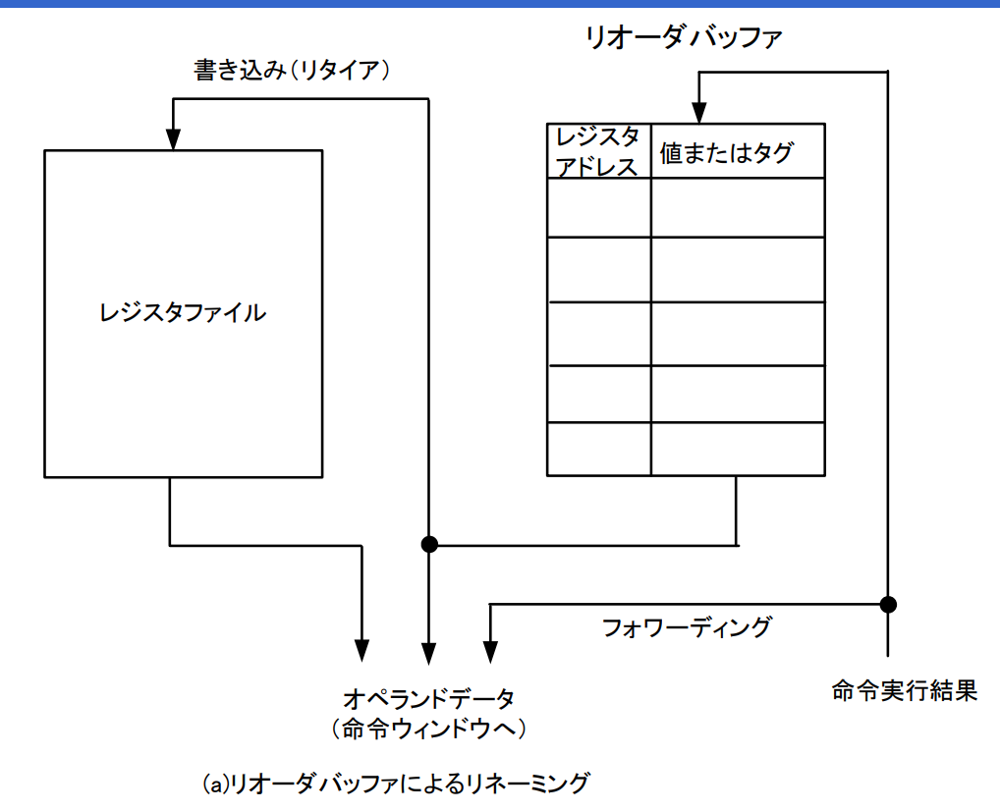 リオーダバッファ
書き込み(リタイア)
レジスタ
アドレス
値またはタグ
レジスタファイル
フォワーディング
命令実行結果
オペランドデータ
(命令ウィンドウへ)
(a)リオーダバッファによるリネーミング